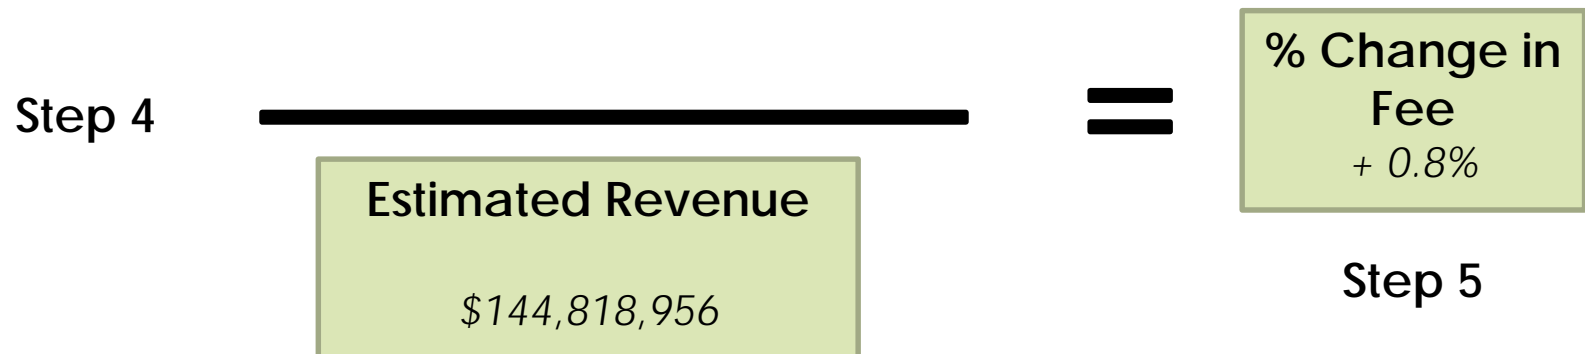 Step 4
Estimated Revenue
$144,818,956
=
% Change in
Fee
+ 0.8%
Step 5